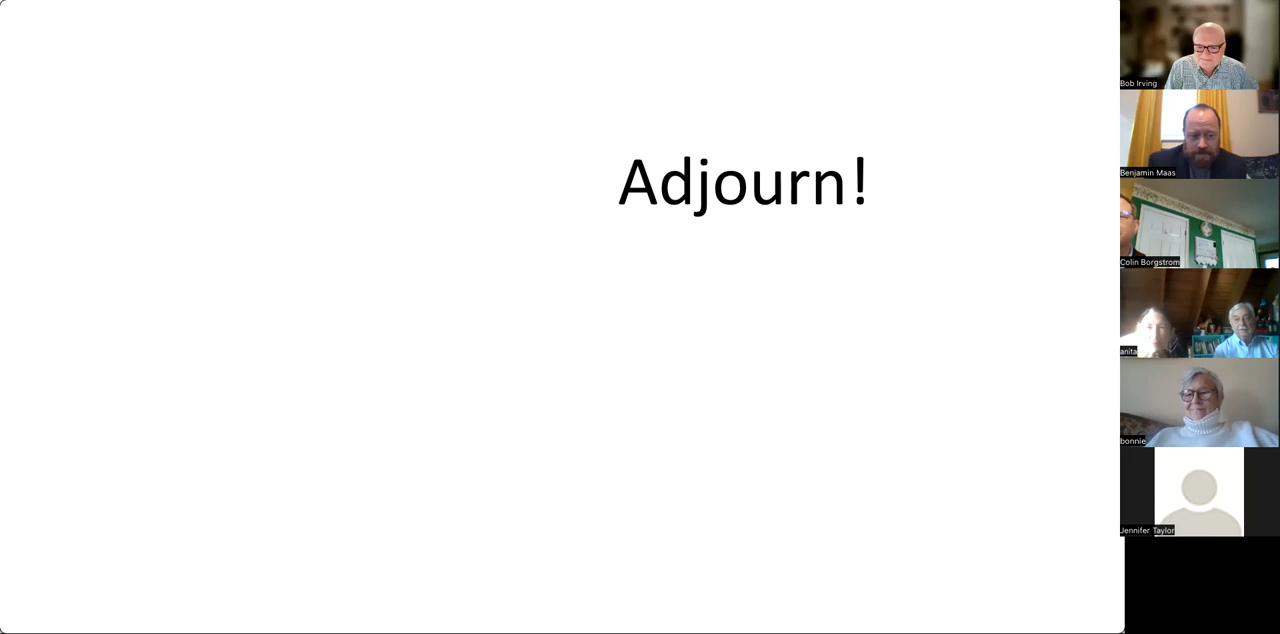 Adjourn!
Bob Irving
Benjamin Maas
Colin Borgstrom
anita
bonnie
Jennifer Taylor